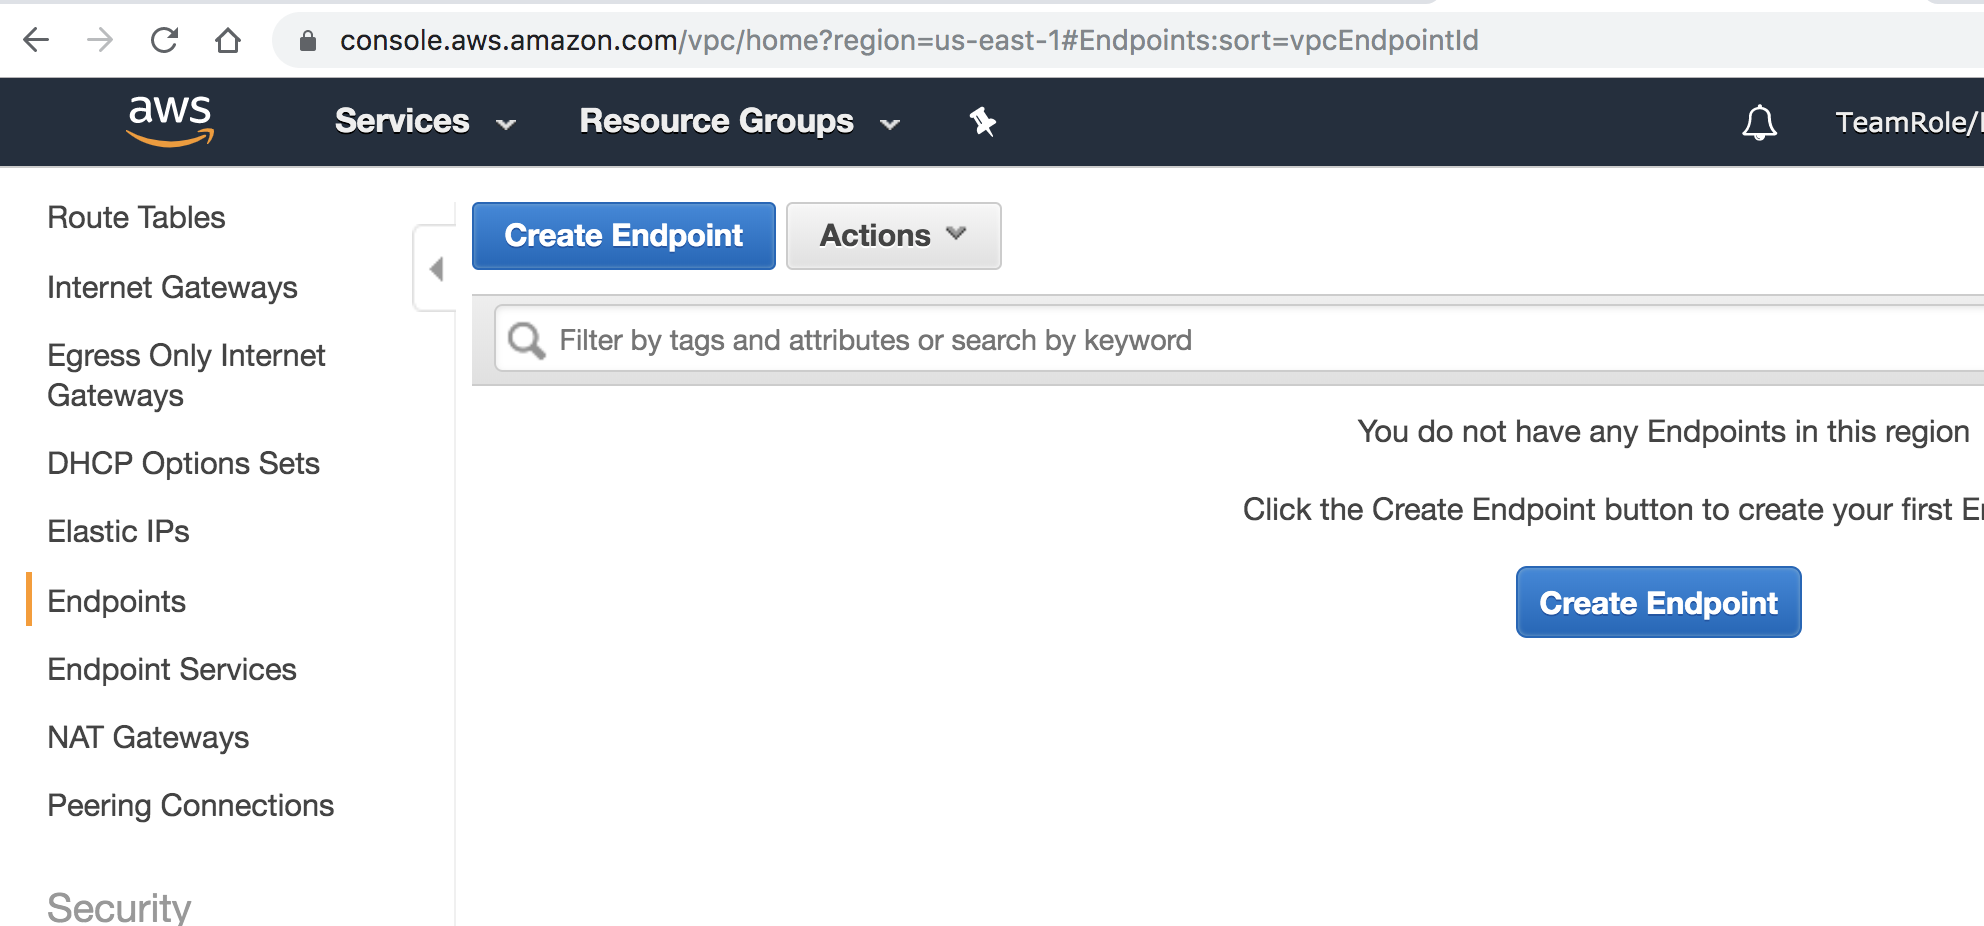 console.aws.amazon.com/vpc/home?region=us-east-1#Endpoints:sort=vpcEndpointId
aws
Services
Resource Groups
TeamRole/
Route Tables
Internet Gateways
Egress Only Internet
Gateways
DHCP Options Sets
Elastic IPs
Endpoints
Endpoint Services
NAT Gateways
Peering Connections
Security
Create Endpoint
Actions
Filter by tags and attributes or search by keyword
You do not have any Endpoints in this region
Click the Create Endpoint button to create your first
Create Endpoint